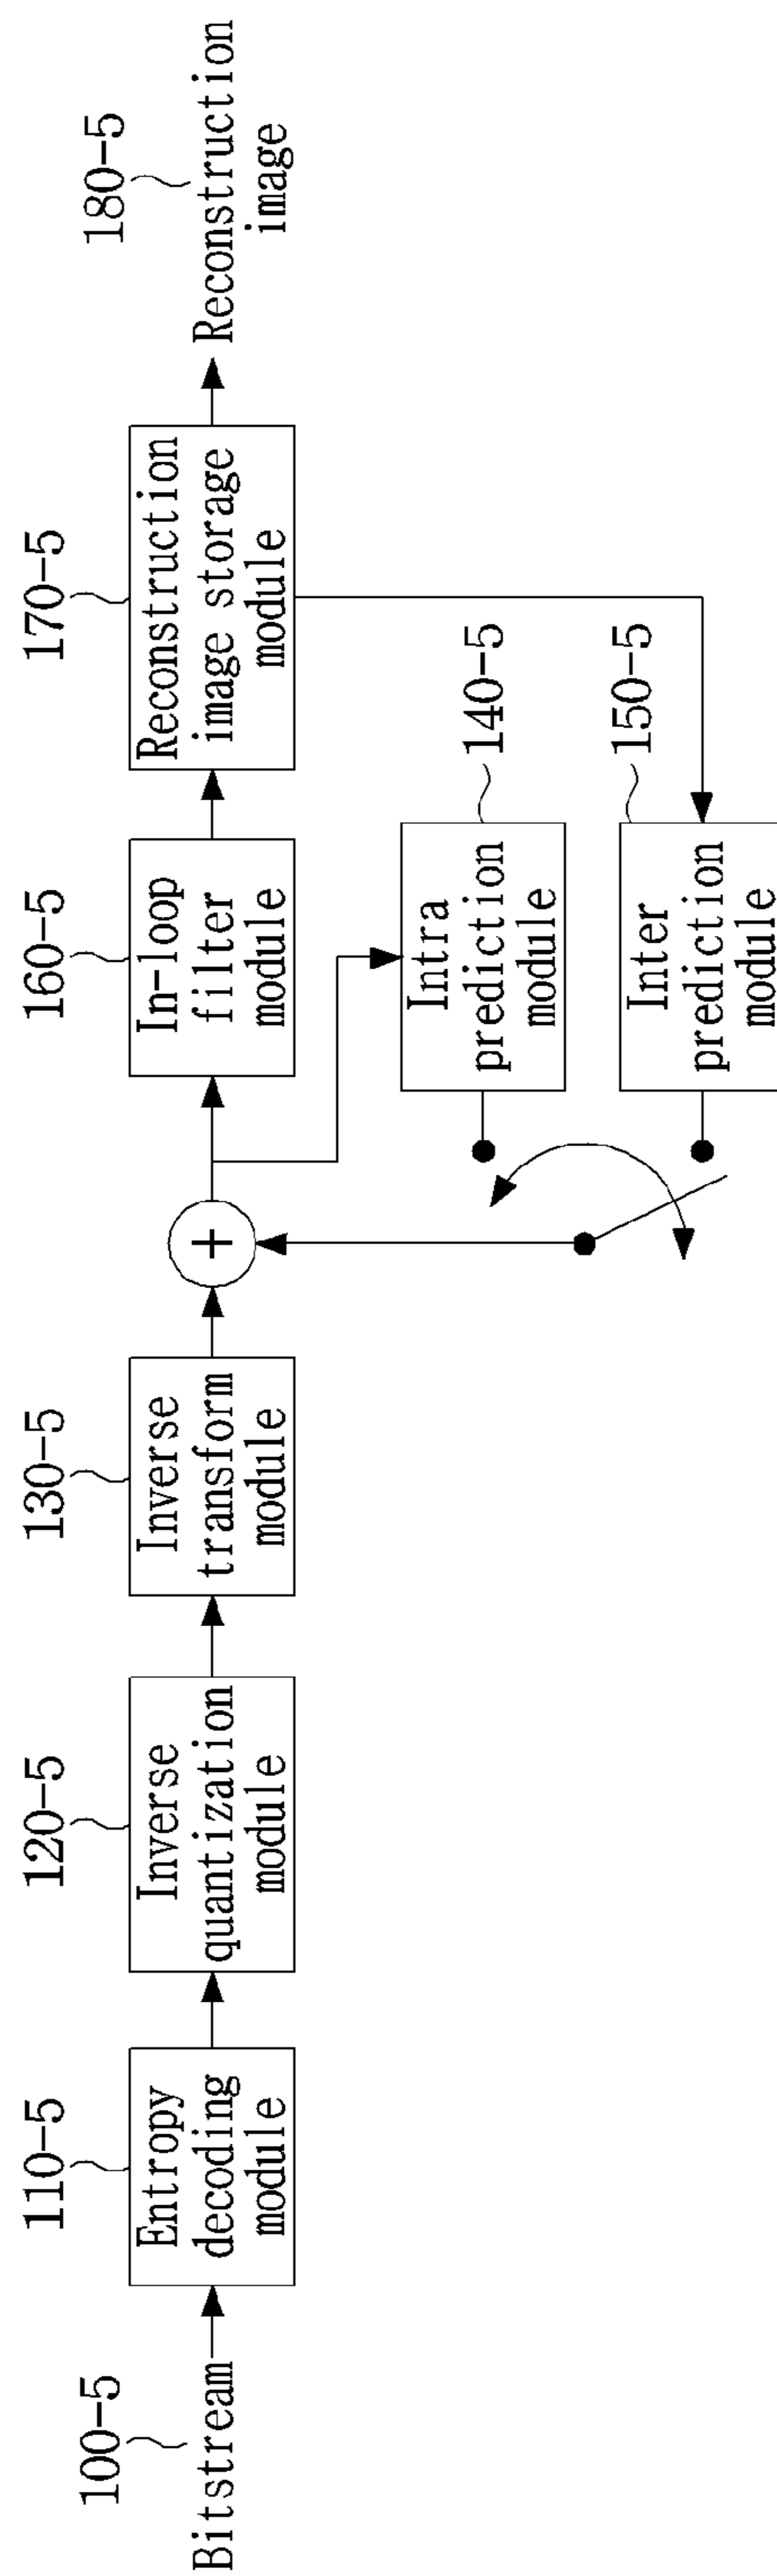 100-5
Bitstream
110-5
Entropy
decoding
module
120-5
Inverse
quantization
module
130-5
Inverse
transform
module
+
160-5
In-loop
filter
module
170-5
Reconstruction
image storage
module
180-5
Reconstruction
image
Intra
prediction
module
140-5
Inter
prediction
module
150-5